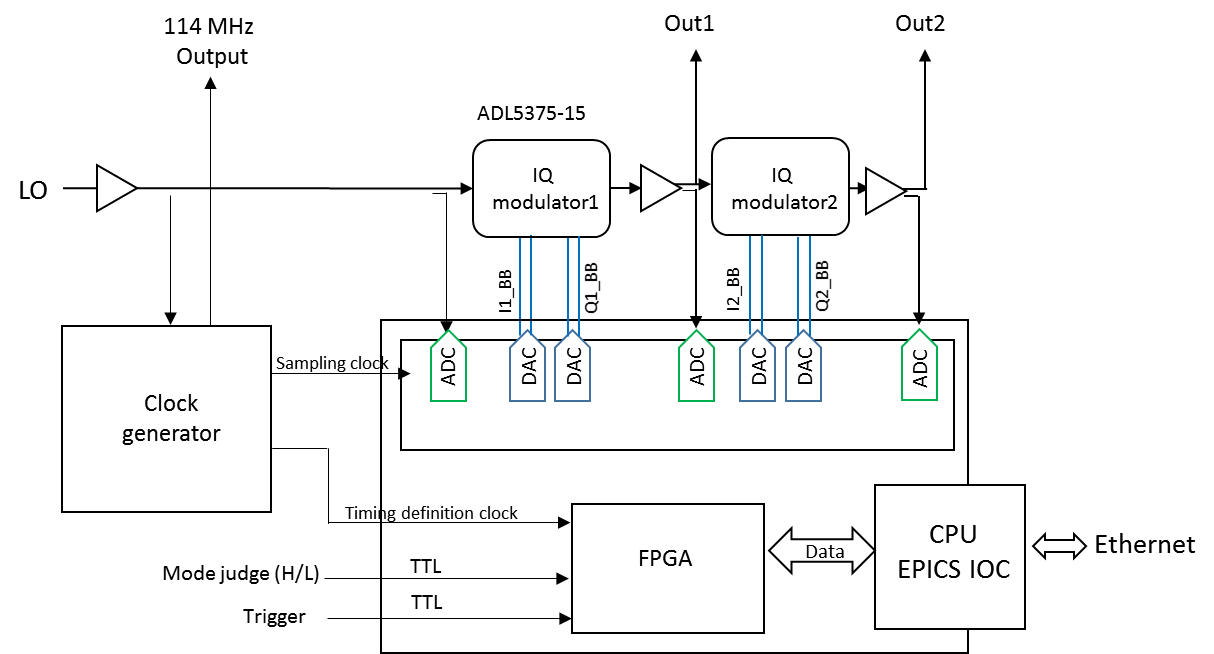 114 MHz
Output
Out1
Out2
ADL5375-15
LO
IQ
modulator1
IQ
modulator2
I1_BB
Q1_BB
I2_BB
Q2_BB
Sampling clock
ADC
DAC
DAC
ADC
DAC
DAC
ADC
Clock
generator
Timing definition clock
FPGA
Data
CPU
EPICS IOC
Ethernet
Mode judge (H/L)
TTL
Trigger
TTL